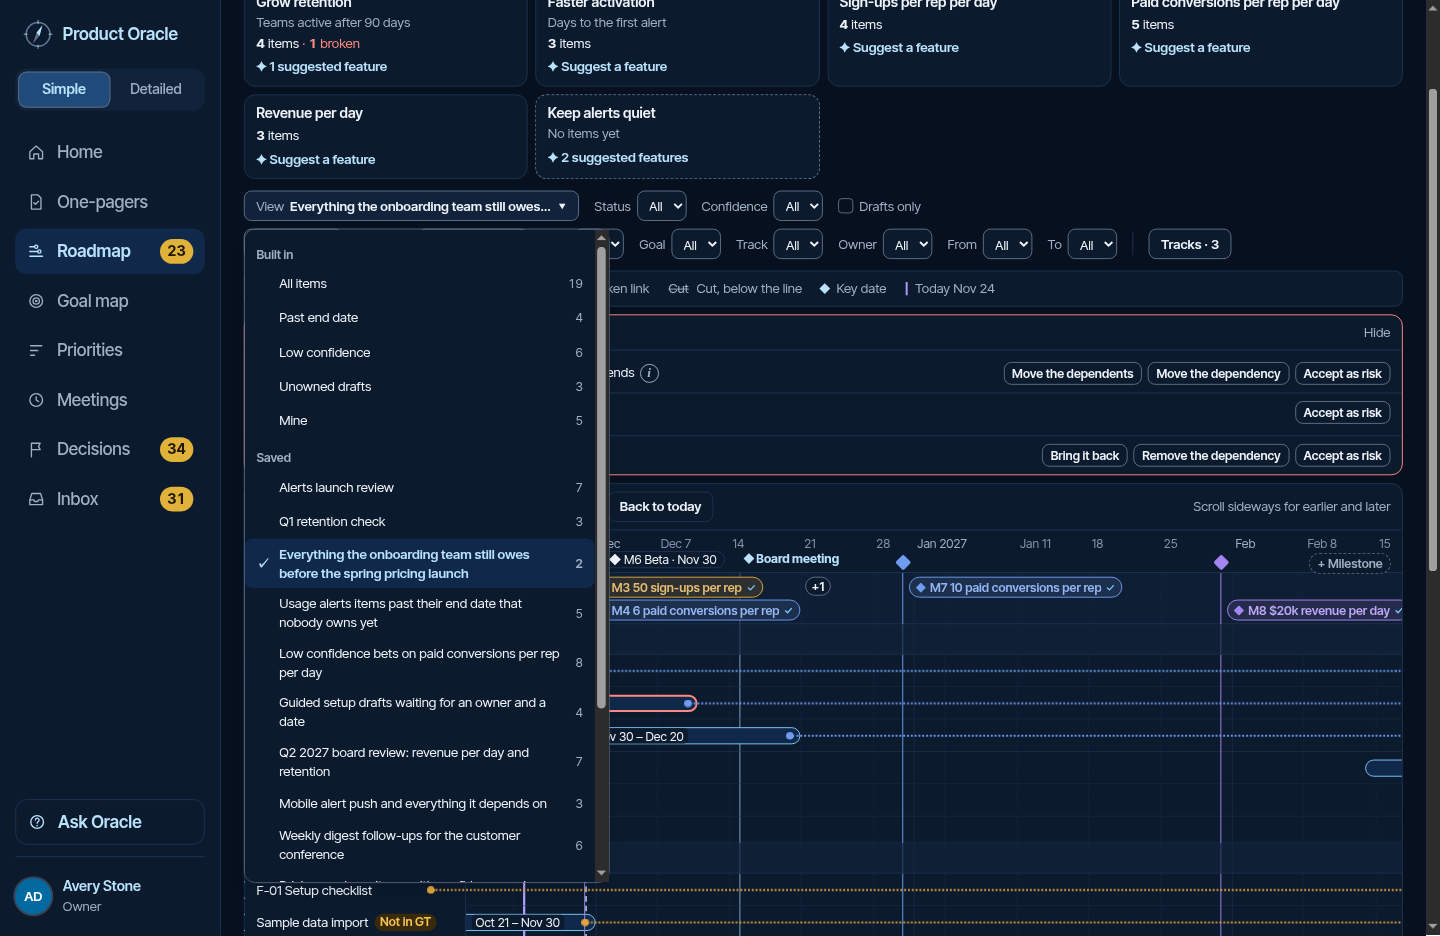 Product Oracle
Simple
Detailed
Home
One-pagers
Roadmap 23
Goal map
Priorities
Meetings
Decisions 34
Inbox 31
Ask Oracle
AD
Avery Stone
Owner
Grow retention
Teams active after 90 days
4 items · 1 broken
✦ 1 suggested feature
Faster activation
Days to the first alert
3 items
✦ Suggest a feature
Sign-ups per rep per day
4 items
✦ Suggest a feature
Paid conversions per rep per day
5 items
✦ Suggest a feature
Revenue per day
3 items
✦ Suggest a feature
Keep alerts quiet
No items yet
✦ 2 suggested features
View Everything the onboarding team still owes... ▼
Status All
Confidence All
Drafts only
Goal All
Track All
Owner All
From All
To All
Tracks · 3
Built in
All items 19
Past end date 4
Low confidence 6
Unowned drafts 3
Mine 5
Saved
Alerts launch review 7
Q1 retention check 3
✓ Everything the onboarding team still owes
before the spring pricing launch 2
Usage alerts items past their end date that
nobody owns yet 5
Low confidence bets on paid conversions per rep
per day 8
Guided setup drafts waiting for an owner and a
date 4
Q2 2027 board review: revenue per day and
retention 7
Mobile alert push and everything it depends on 3
Weekly digest follow-ups for the customer
conference 6
link
Cut Cut, below the line
Key date
Today Nov 24
Hide
i
Move the dependents
Move the dependency
Accept as risk
Accept as risk
Bring it back
Remove the dependency
Accept as risk
Back to today
Scroll sideways for earlier and later
Dec 7
14
21
28
Jan 2027
Jan 11
18
25
Feb
Feb 8
15
M6 Beta · Nov 30
Board meeting
+ Milestone
M3 50 sign-ups per rep ✓
+1
M7 10 paid conversions per rep ✓
M4 6 paid conversions per rep ✓
M8 $20k revenue per day ✓
30 – Dec 20
F-01 Setup checklist
Sample data import Not in GT
Oct 21 – Nov 30